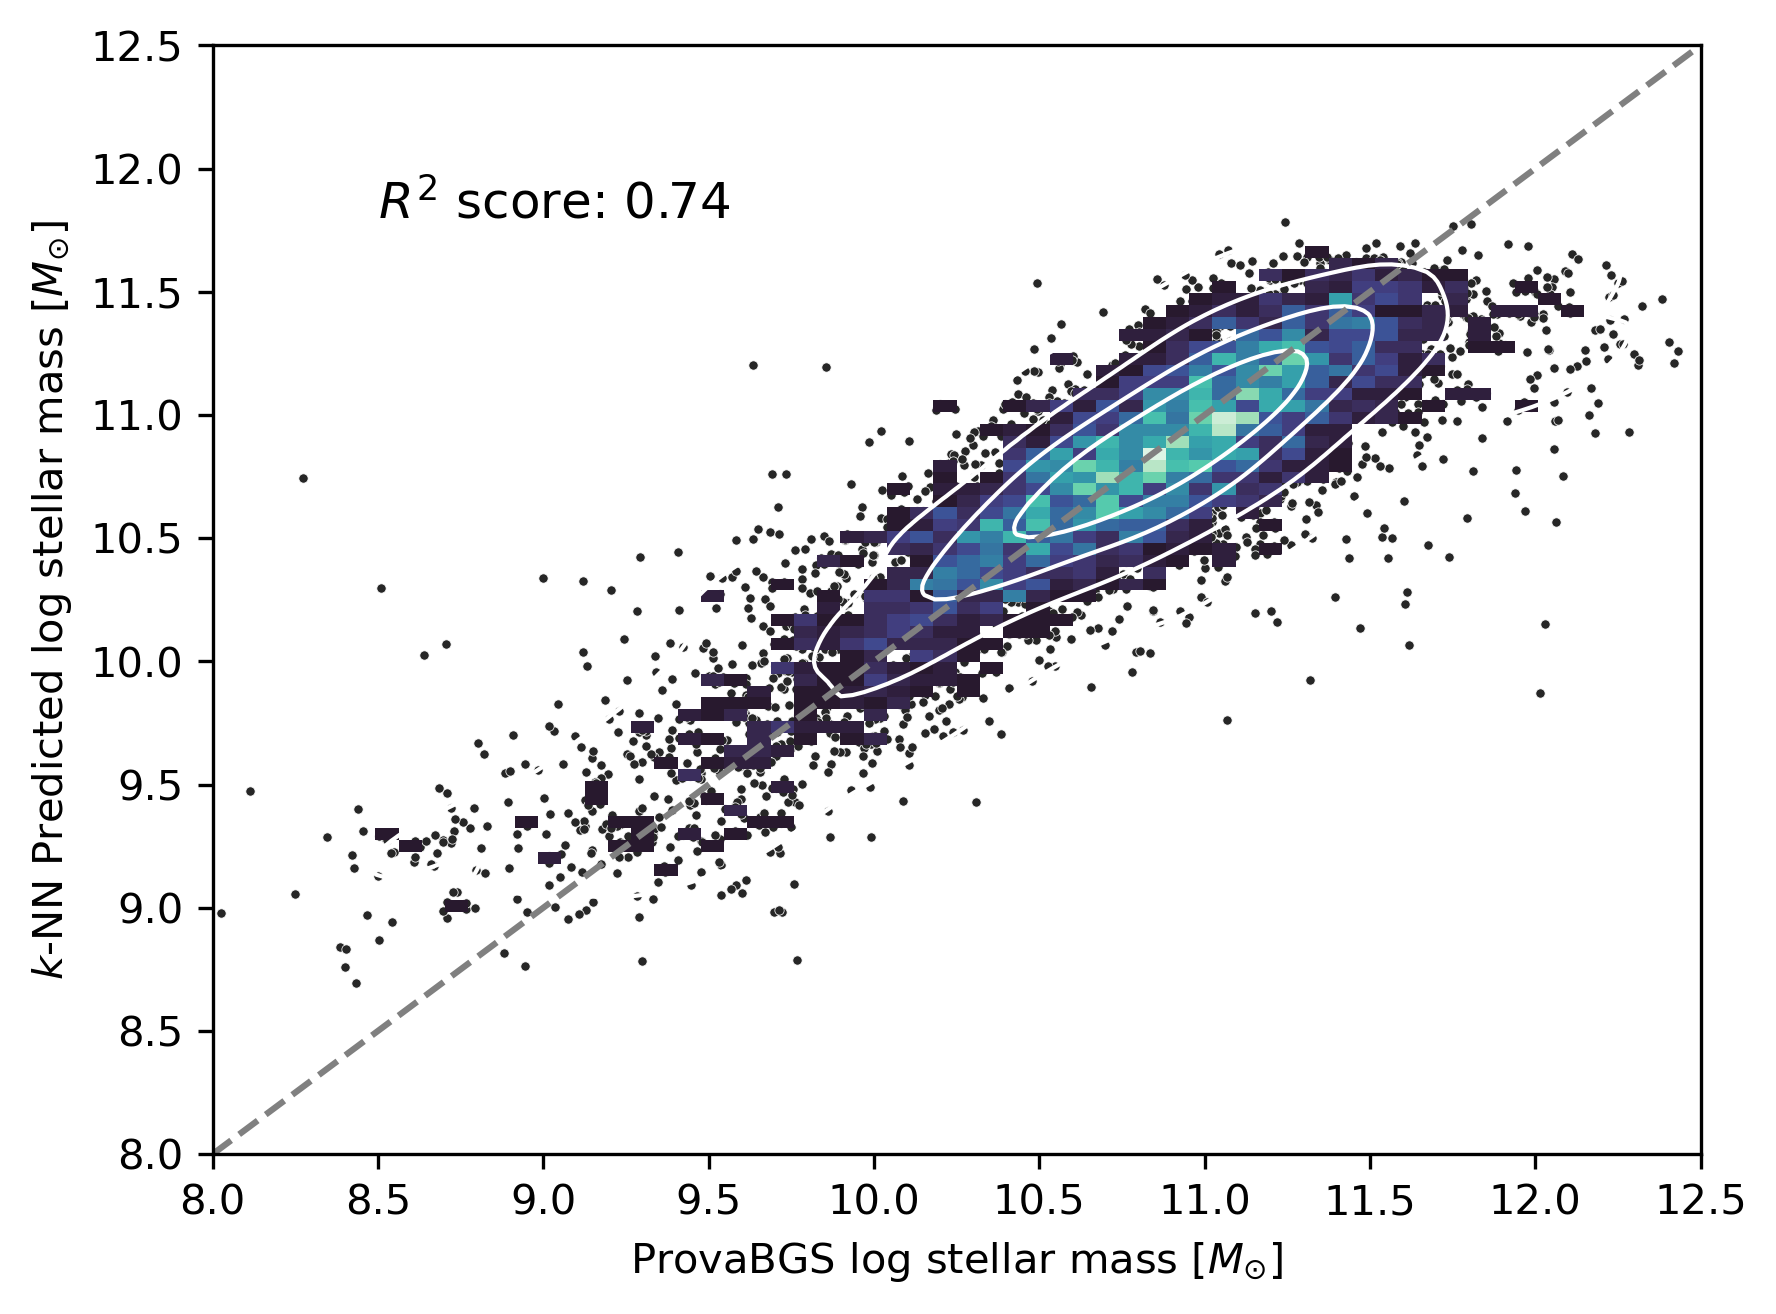 12.5
12.0
11.5
11.0
10.5
10.0
9.5
9.0
8.5
8.0
k-NN Predicted log stellar mass [M⊙]
R² score: 0.74
8.0 8.5 9.0 9.5 10.0 10.5 11.0 11.5 12.0 12.5
ProvaBGS log stellar mass [M⊙]